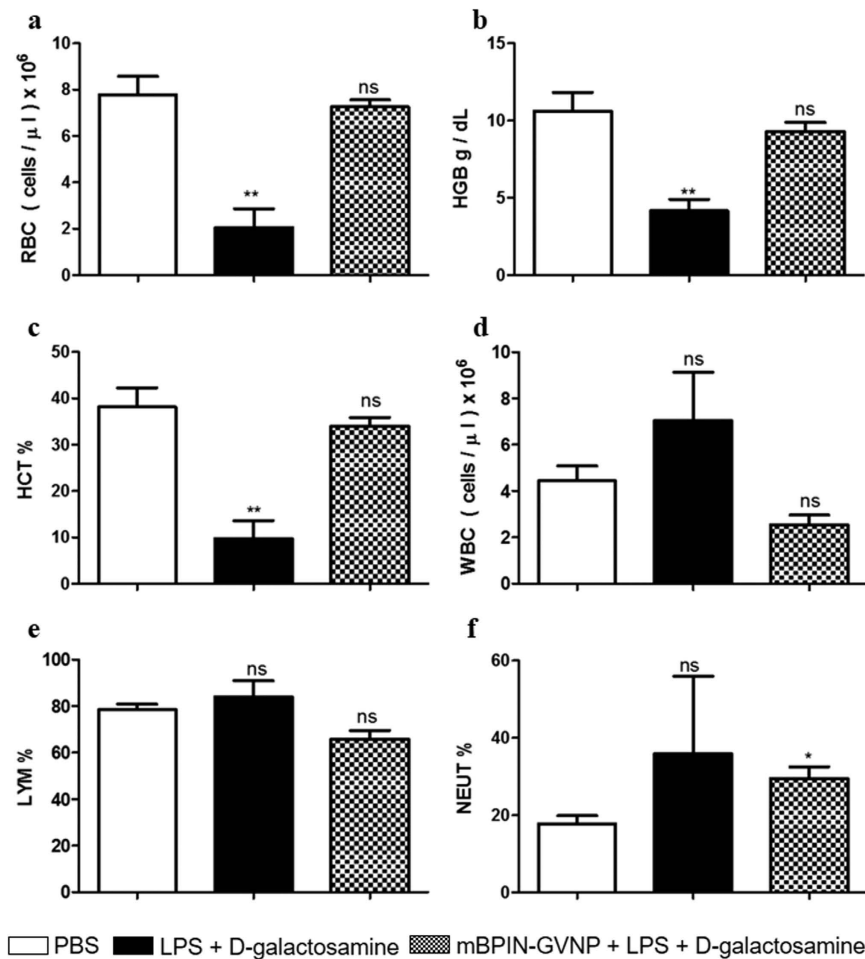 a
RBC ( cells / μ l ) x 10⁶
10
8
6
4
2
0
**
ns
b
HGB g / dL
15
10
5
0
**
ns
c
HCT %
50
40
30
20
10
0
**
ns
d
WBC ( cells / μ l ) x 10⁶
10
8
6
4
2
0
ns
ns
e
LYM %
100
80
60
40
20
0
ns
ns
f
NEUT %
60
40
20
0
ns
*
PBS LPS + D-galactosamine mBPIN-GVNP + LPS + D-galactosamine